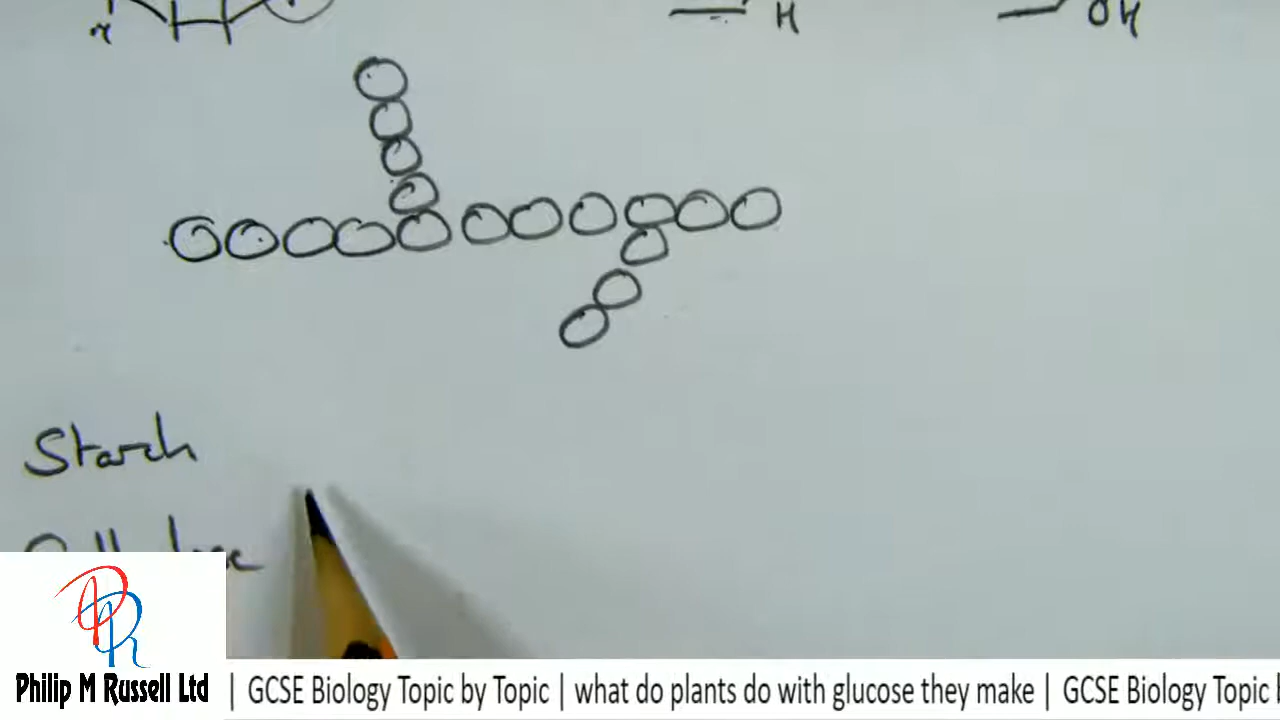 H
OH
Starch
Philip M Russell Ltd
| GCSE Biology Topic by Topic | what do plants do with glucose they make | GCSE Biology Topic